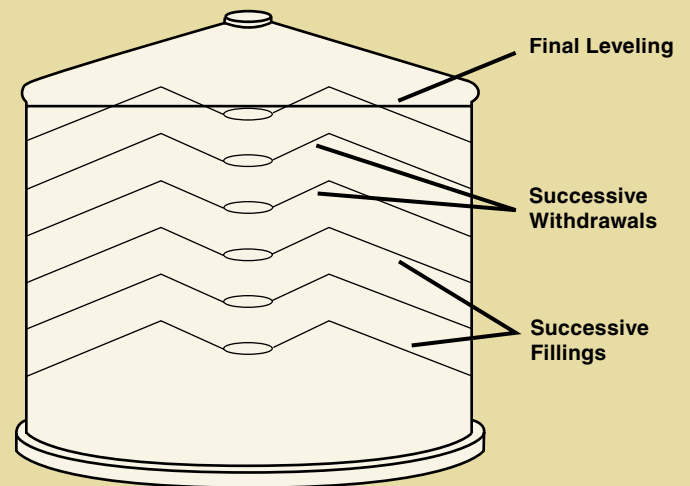 Final Leveling
Successive
Withdrawals
Successive
Fillings